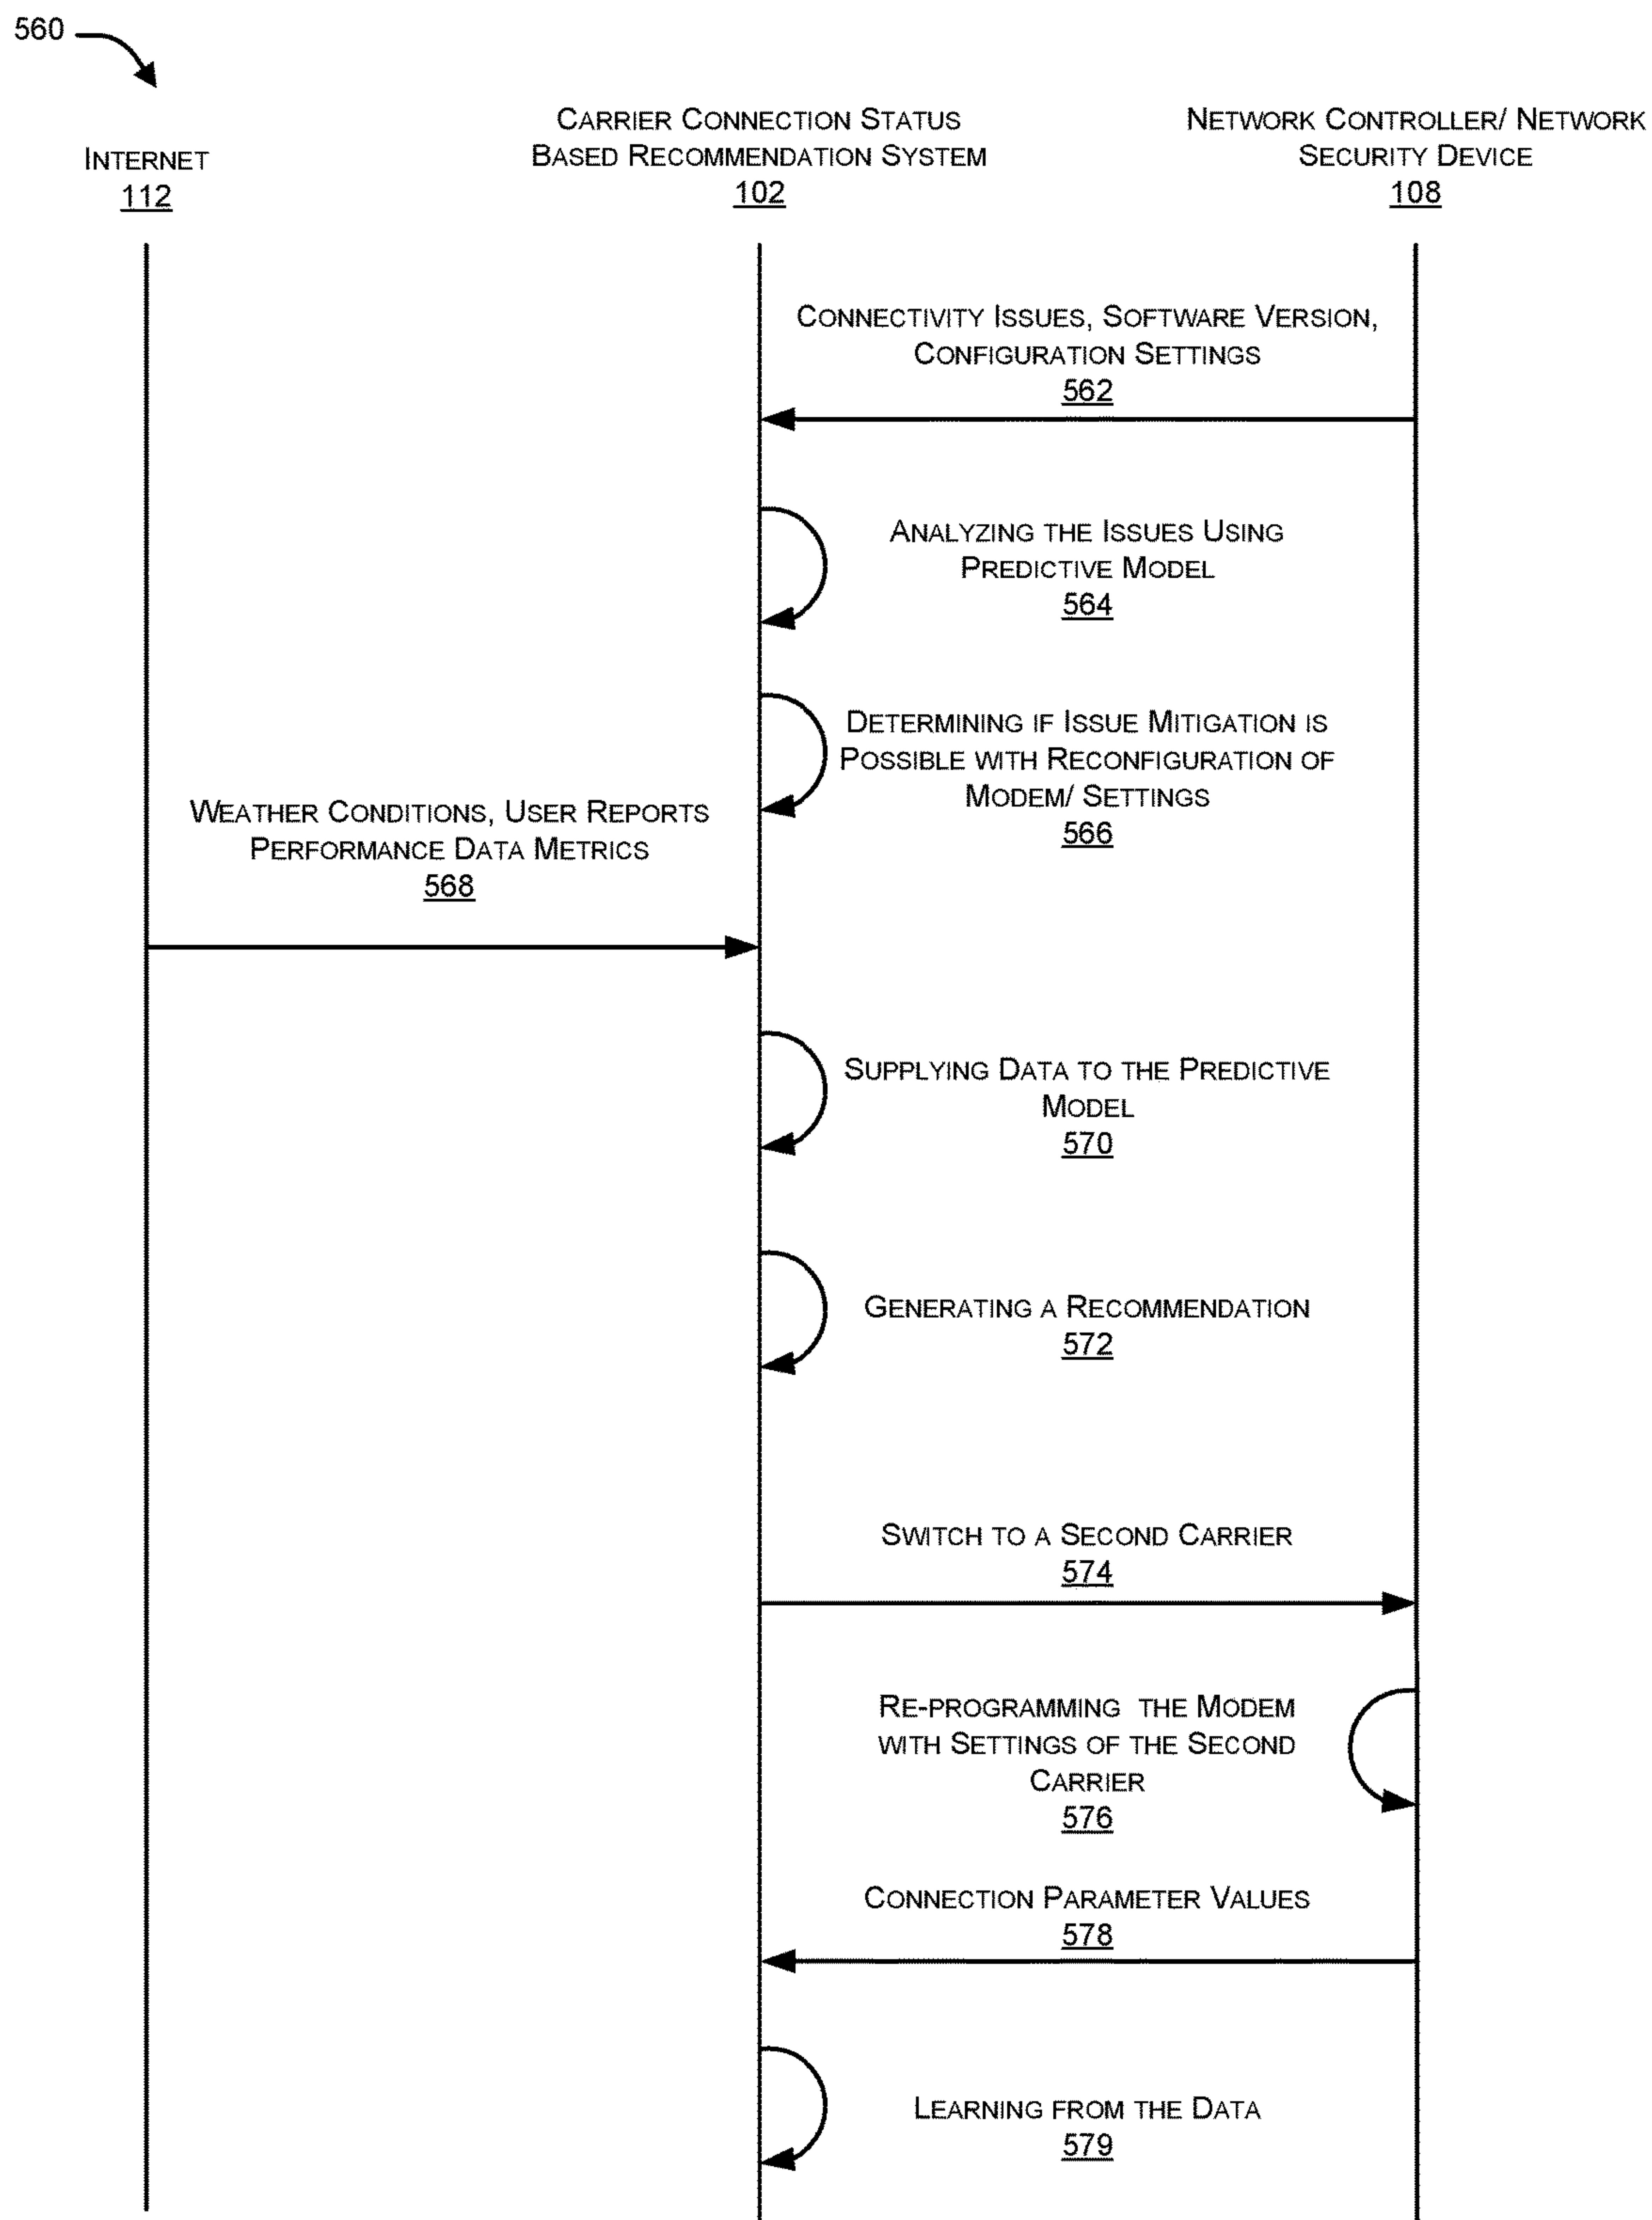 560
INTERNET
112
CARRIER CONNECTION STATUS
BASED RECOMMENDATION SYSTEM
102
NETWORK CONTROLLER/ NETWORK
SECURITY DEVICE
108
CONNECTIVITY ISSUES, SOFTWARE VERSION,
CONFIGURATION SETTINGS
562
ANALYZING THE ISSUES USING
PREDICTIVE MODEL
564
DETERMINING IF ISSUE MITIGATION IS
POSSIBLE WITH RECONFIGURATION OF
MODEM/ SETTINGS
566
WEATHER CONDITIONS, USER REPORTS
PERFORMANCE DATA METRICS
568
SUPPLYING DATA TO THE PREDICTIVE
MODEL
570
GENERATING A RECOMMENDATION
572
SWITCH TO A SECOND CARRIER
574
RE-PROGRAMMING THE MODEM
WITH SETTINGS OF THE SECOND
CARRIER
576
CONNECTION PARAMETER VALUES
578
LEARNING FROM THE DATA
579